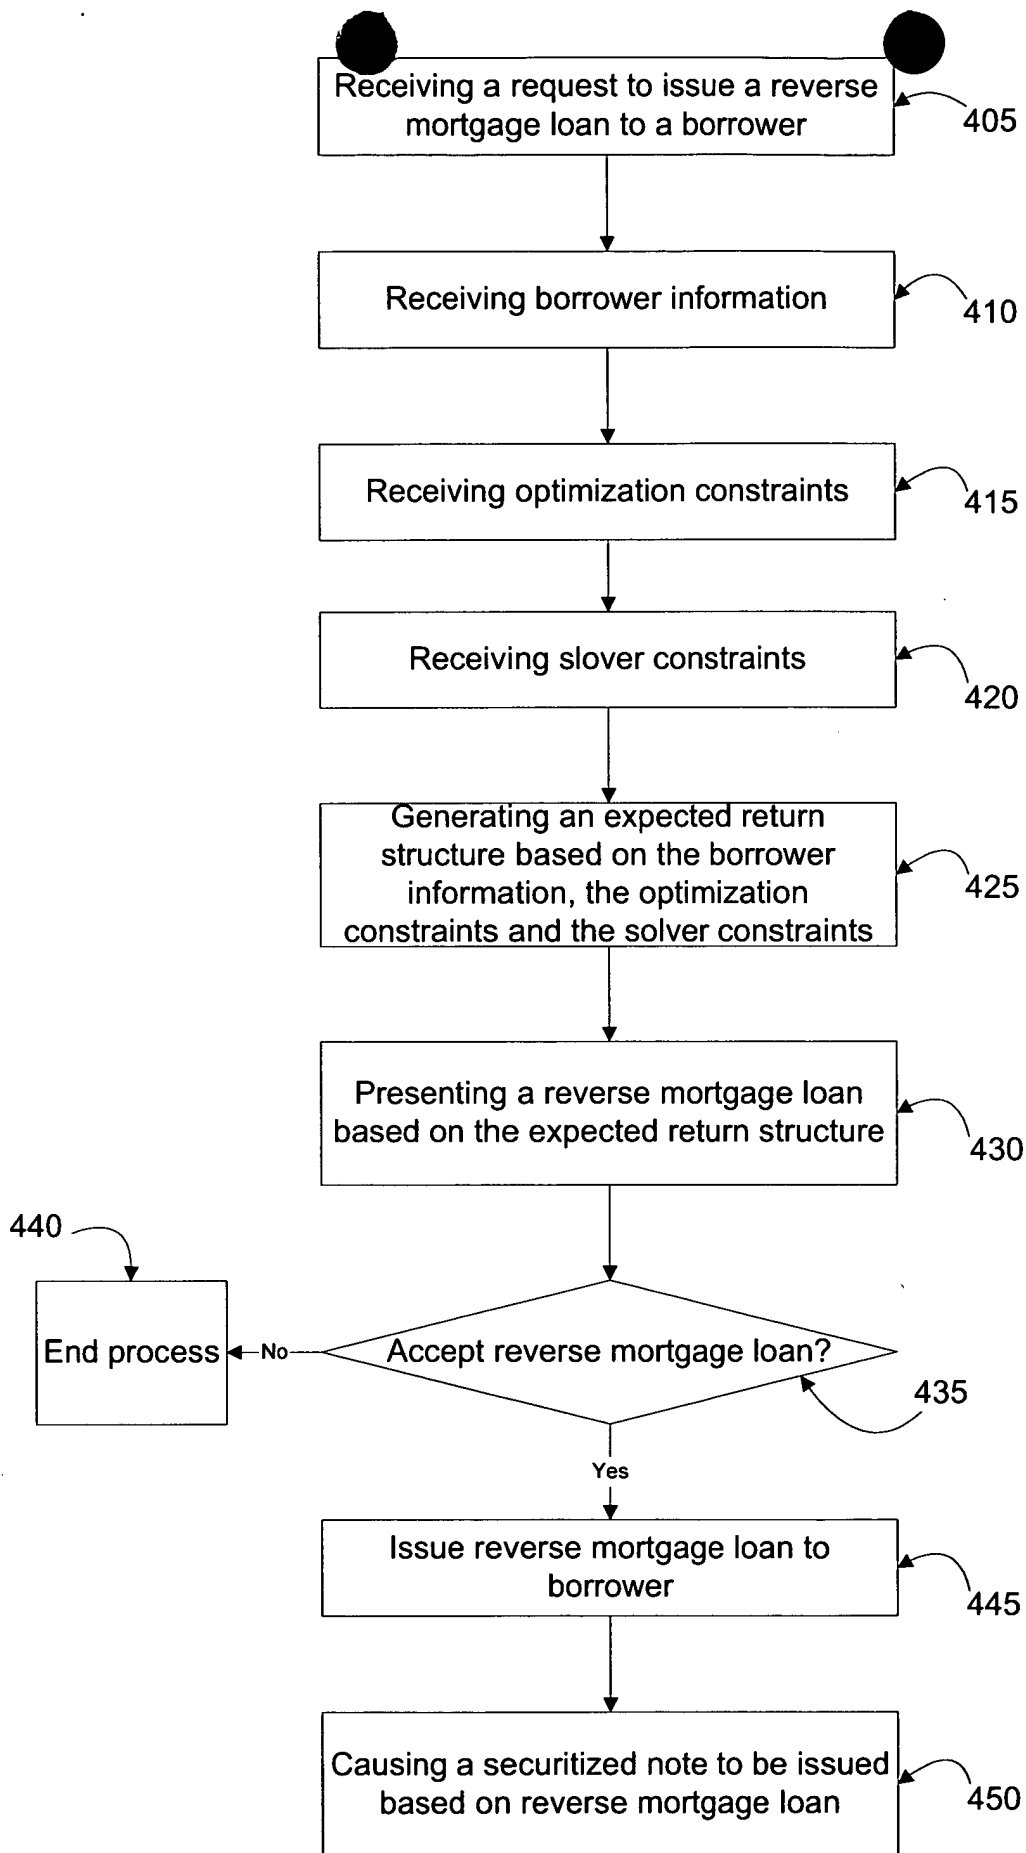 Receiving a request to issue a reverse
mortgage loan to a borrower
405
Receiving borrower information
410
Receiving optimization constraints
415
Receiving slover constraints
420
Generating an expected return
structure based on the borrower
information, the optimization
constraints and the solver constraints
425
Presenting a reverse mortgage loan
based on the expected return structure
430
440
End process
No
Accept reverse mortgage loan?
435
Yes
Issue reverse mortgage loan to
borrower
445
Causing a securitized note to be issued
based on reverse mortgage loan
450